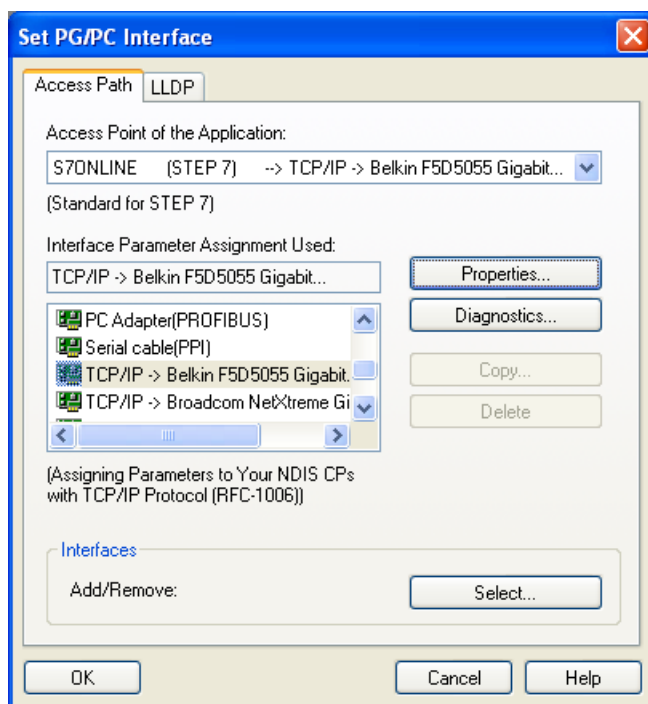 Set PG/PC Interface
Access Path LLDP
Access Point of the Application:
S7ONLINE (STEP 7) --> TCP/IP -> Belkin F5D5055 Gigabit...
(Standard for STEP 7)
Interface Parameter Assignment Used:
TCP/IP -> Belkin F5D5055 Gigabit...
Properties...
PC Adapter(PROFIBUS)
Diagnostics...
Serial cable(PPI)
TCP/IP -> Belkin F5D5055 Gigabit.
Copy...
TCP/IP -> Broadcom NetXtreme Gi
Delete
(Assigning Parameters to Your NDIS CPs
with TCP/IP Protocol (RFC-1006))
Interfaces
Add/Remove: Select...
OK Cancel Help